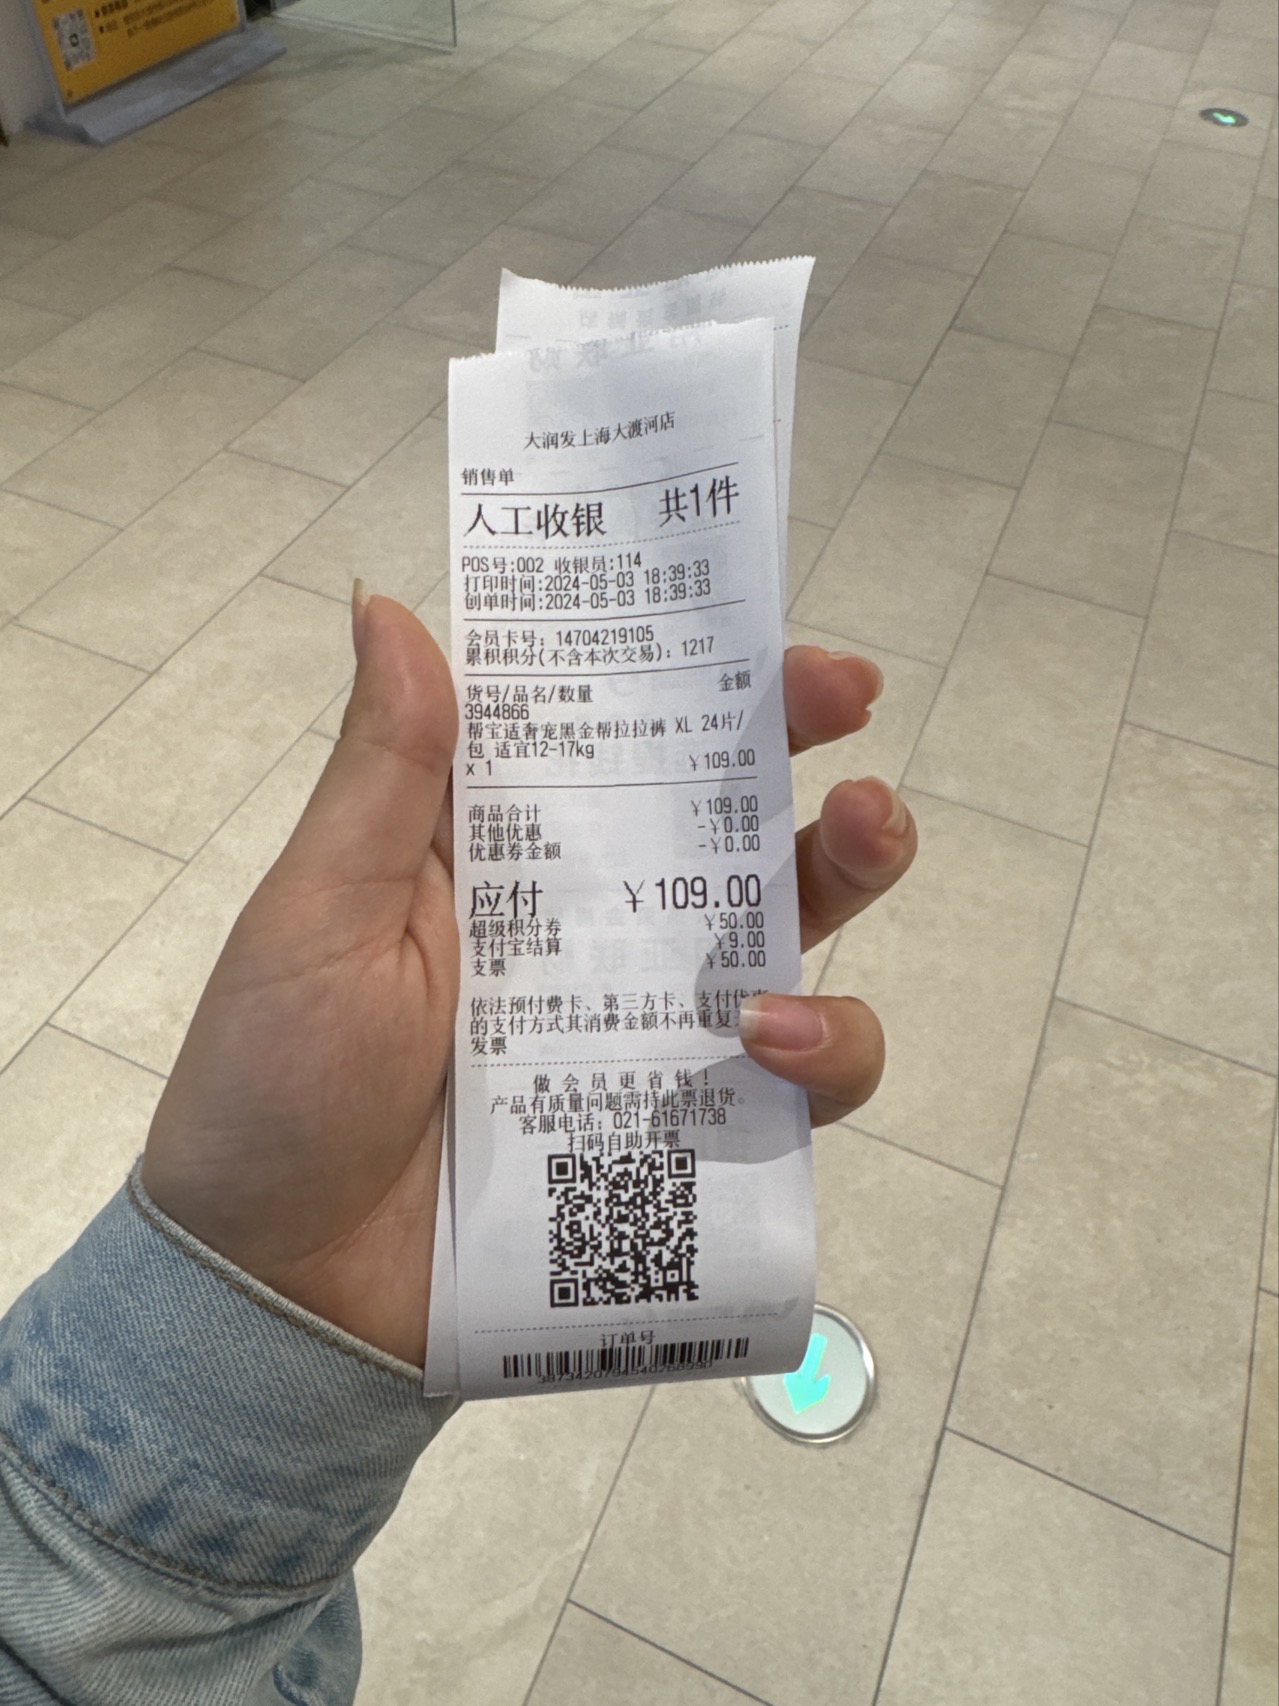 大润发上海大渡河店
销售单
人工收银 共1件
POS号:002 收银员:114
打印时间:2024-05-03 18:39:33
创单时间:2024-05-03 18:39:33
会员卡号: 14704219105
累积积分(不含本次交易): 1217
货号/品名/数量 金额
3944866
帮宝适奢宠黑金帮拉拉裤 XL 24片/
包 适宜12-17kg
x 1 ￥109.00
商品合计 ￥109.00
其他优惠 -￥0.00
优惠券金额 -￥0.00
应付 ￥109.00
超级积分券 ￥50.00
支付宝结算 ￥9.00
支票 ￥50.00
依法预付费卡、第三方卡、支付优惠
的支付方式其消费金额不再重复
发票
做会员更省钱!
产品有质量问题需持此票退货。
客服电话: 021-61671738
扫码自助开票
订单号